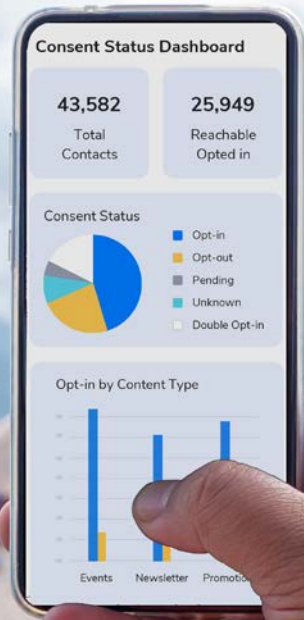 Consent Status Dashboard
43,582
Total
Contacts
25,949
Reachable
Opted in
Consent Status
Opt-in
Opt-out
Pending
Unknown
Double Opt-in
Opt-in by Content Type
Events
Newsletter